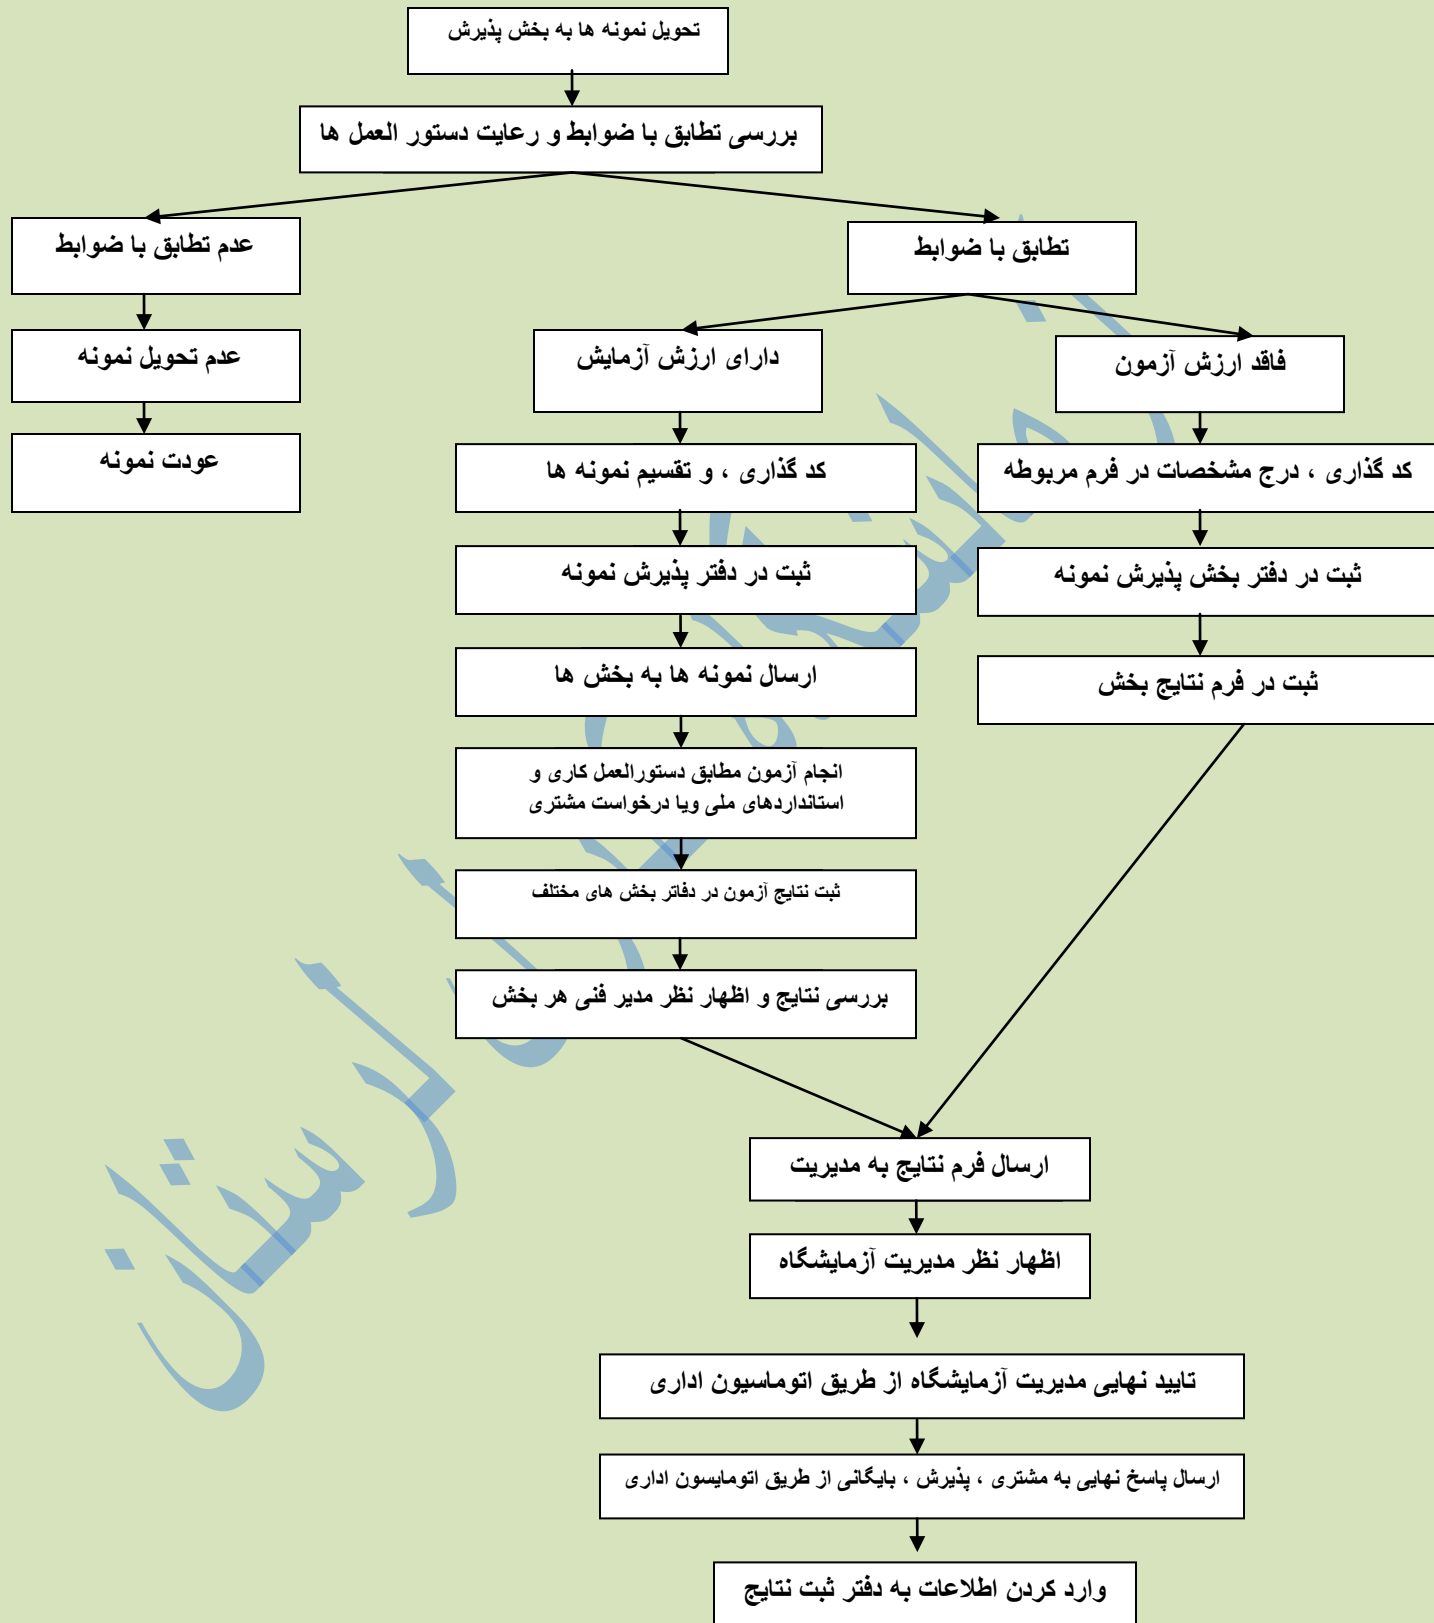 تحویل نمونه ها به بخش پذیرش
بررسی تطابق با ضوابط و رعایت دستور العمل ها
تطابق با ضوابط
عدم تطابق با ضوابط
فاقد ارزش آزمون
دارای ارزش آزمایش
عدم تحویل نمونه
کد گذاری ، درج مشخصات در فرم مربوطه
کد گذاری ، و تقسیم نمونه ها
عودت نمونه
ثبت در دفتر بخش پذیرش نمونه
ثبت در دفتر پذیرش نمونه
ثبت در فرم نتایج بخش
ارسال نمونه ها به بخش ها
انجام آزمون مطابق دستورالعمل کاری و
استانداردهای ملی ویا درخواست مشتری
ثبت نتایج آزمون در دفاتر بخش های مختلف
بررسی نتایج و اظهار نظر مدیر فنی هر بخش
ارسال فرم نتایج به مدیریت
اظهار نظر مدیریت آزمایشگاه
تایید نهایی مدیریت آزمایشگاه از طریق اتوماسیون اداری
ارسال پاسخ نهایی به مشتری ، پذیرش ، بایگانی از طریق اتومایسون اداری
وارد کردن اطلاعات به دفتر ثبت نتایج
لرستان